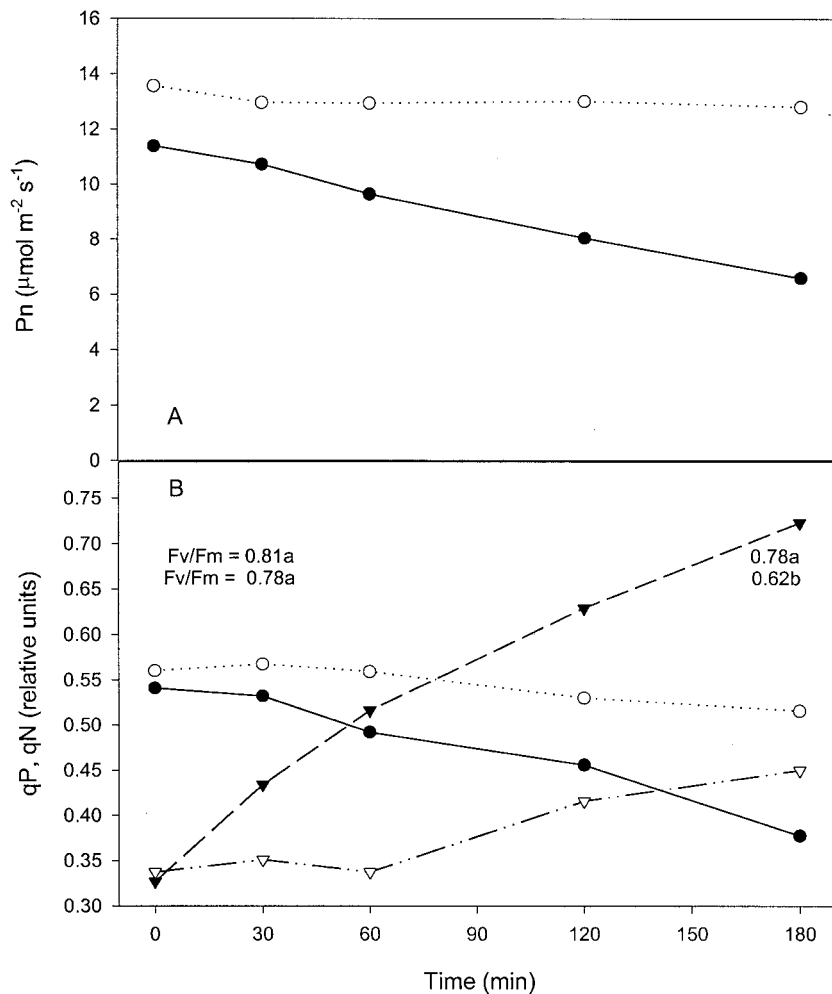 16
14
12
10
8
6
4
2
0
Pn (μmol m⁻² s⁻¹)
A
B
0.75
0.70
0.65
0.60
0.55
0.50
0.45
0.40
0.35
0.30
qP, qN (relative units)
Fv/Fm = 0.81a
Fv/Fm = 0.78a
0.78a
0.62b
0 30 60 90 120 150 180
Time (min)